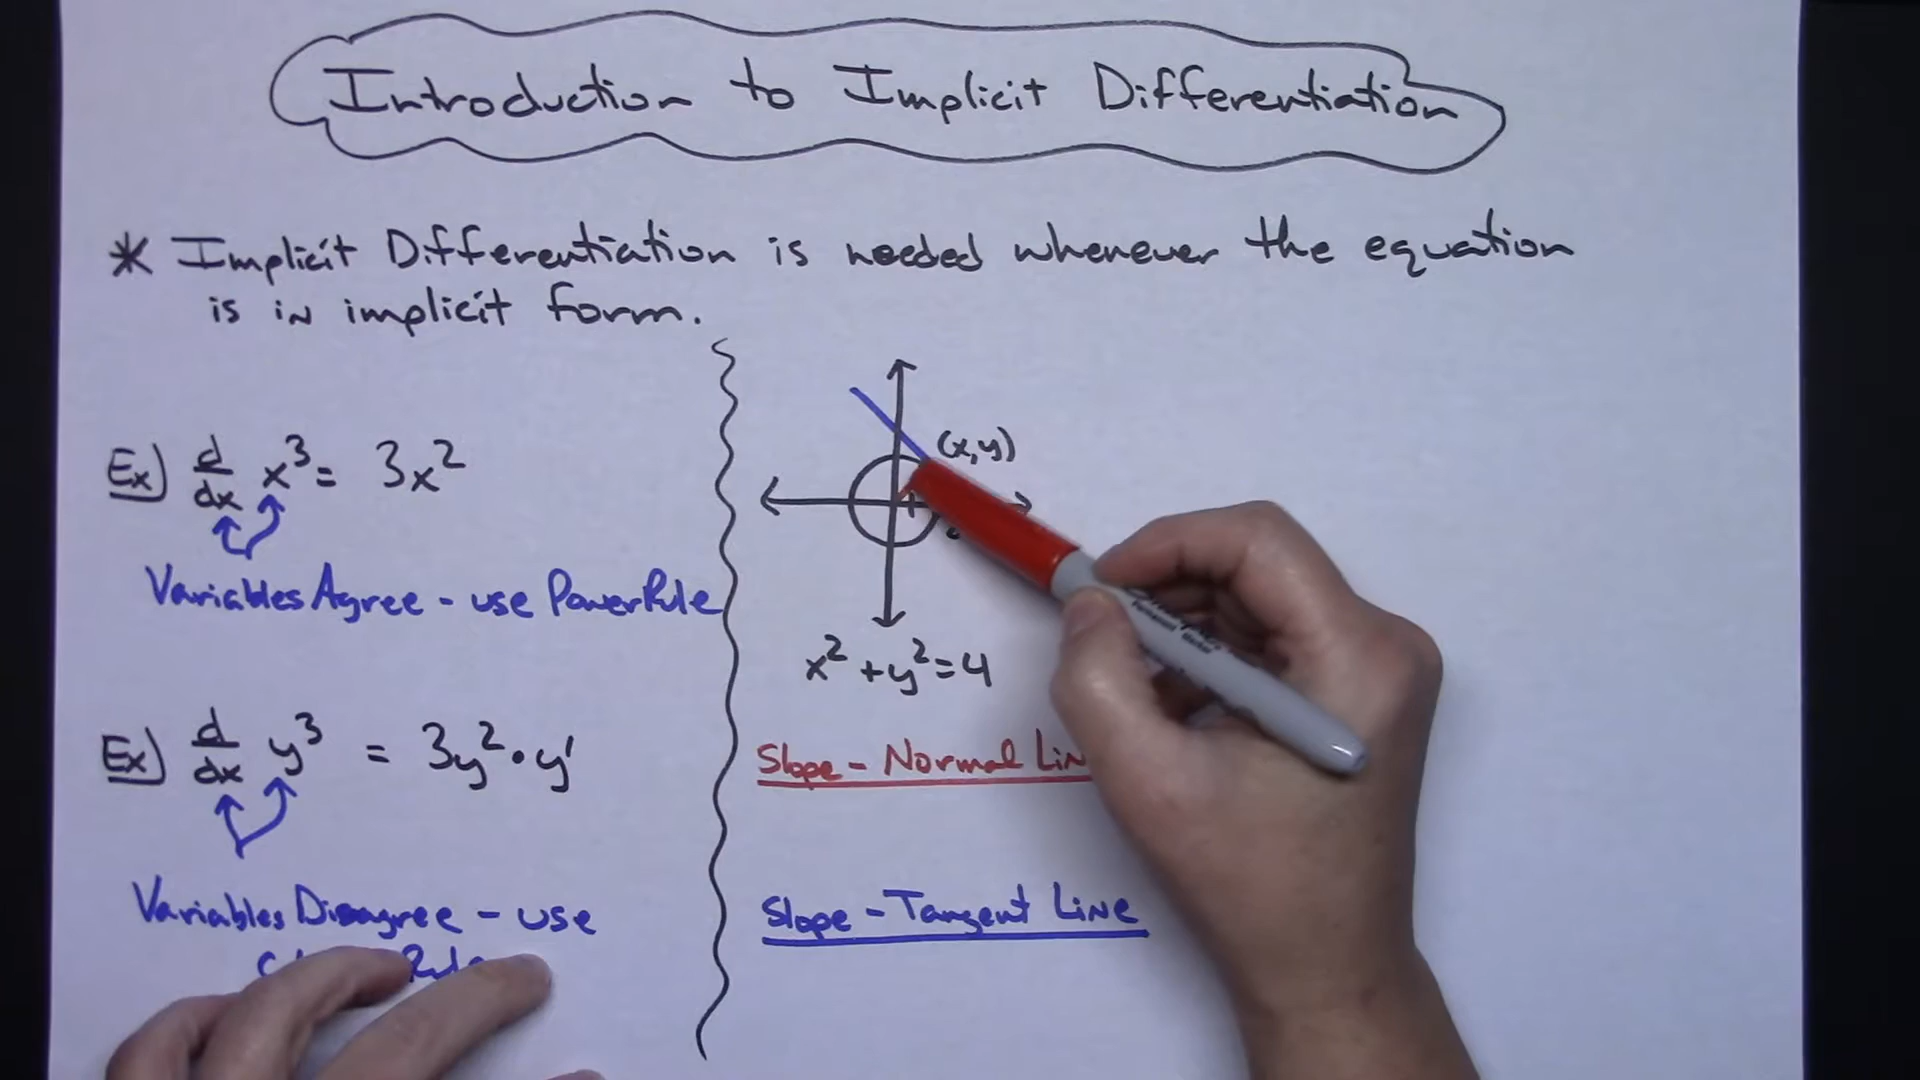 Introduction to Implicit Differentiation
* Implicit Differentiation is needed whenever the equation
is in implicit form.
Ex) d/dx x³ = 3x²
Variables Agree - use Power Rule
Ex) d/dx y³ = 3y² • y'
Variables Disagree - use
Rule
(x,y)
x² + y² = 4
Slope - Normal
Slope - Tangent Line